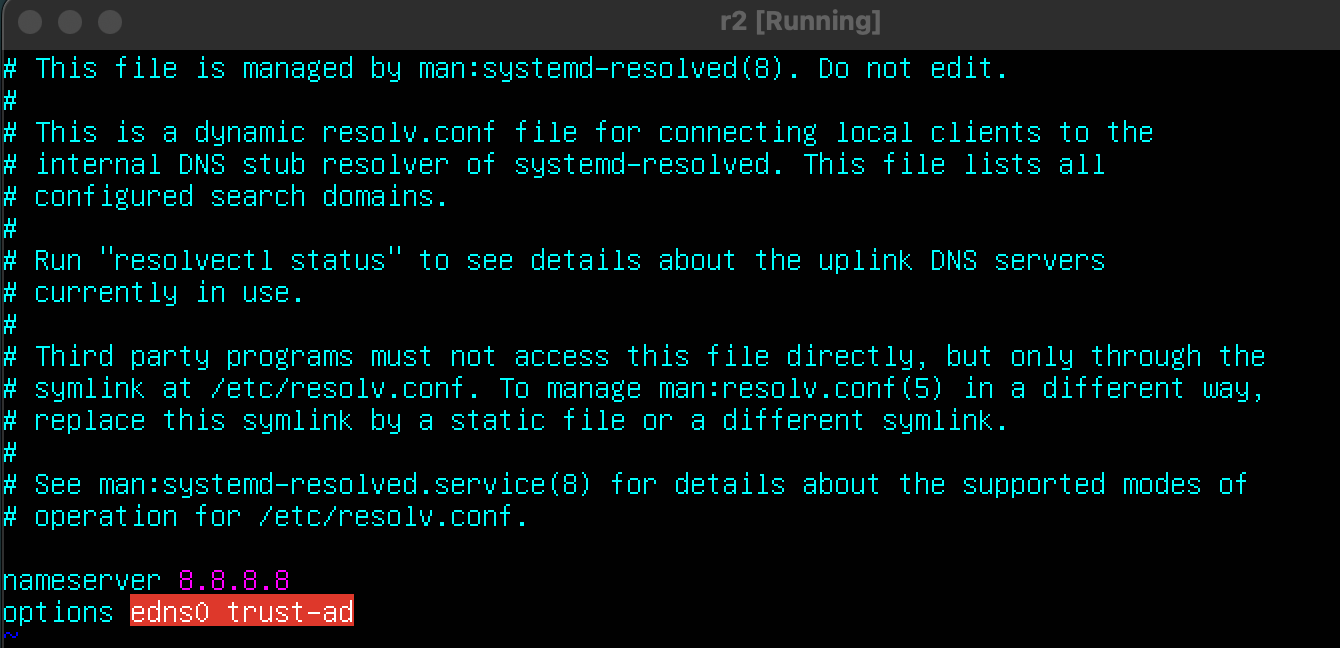 r2 [Running]
# This file is managed by man:systemd-resolved(8). Do not edit.
#
# This is a dynamic resolv.conf file for connecting local clients to the
# internal DNS stub resolver of systemd-resolved. This file lists all
# configured search domains.
#
# Run "resolvectl status" to see details about the uplink DNS servers
# currently in use.
#
# Third party programs must not access this file directly, but only through the
# symlink at /etc/resolv.conf. To manage man:resolv.conf(5) in a different way,
# replace this symlink by a static file or a different symlink.
#
# See man:systemd-resolved.service(8) for details about the supported modes of
# operation for /etc/resolv.conf.

nameserver 8.8.8.8
options edns0 trust-ad
~